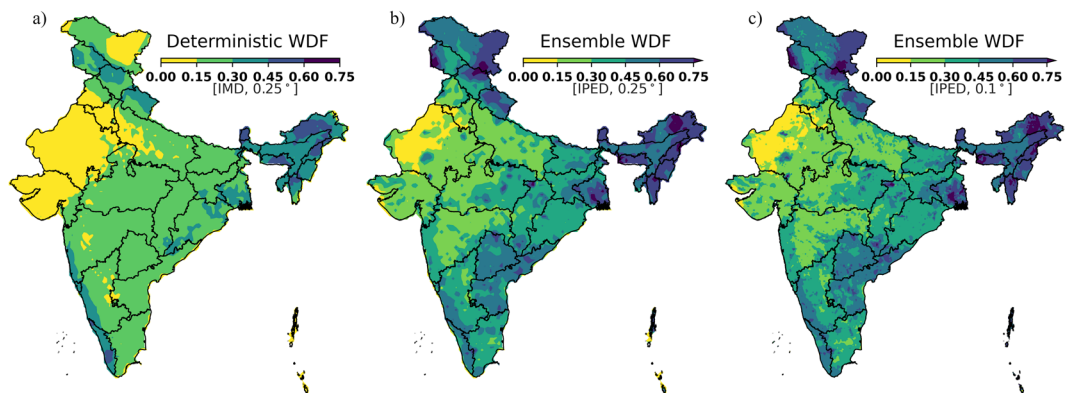 a)
Deterministic WDF
0.00 0.15 0.30 0.45 0.60 0.75
[IMD, 0.25°]
b)
Ensemble WDF
0.00 0.15 0.30 0.45 0.60 0.75
[IPED, 0.25°]
c)
Ensemble WDF
0.00 0.15 0.30 0.45 0.60 0.75
[IPED, 0.1°]